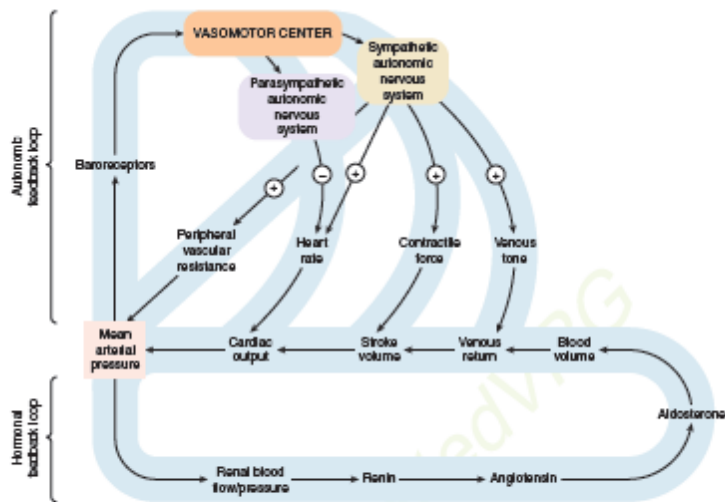 VASOMOTOR CENTER
Sympathetic
autonomic
nervous
system
Parasympathetic
autonomic
nervous
system
Autonomic
feedback loop
Baroreceptors
+
−
+
+
+
Peripheral
vascular
resistance
Heart
rate
Contractile
force
Venous
tone
Mean
arterial
pressure
Cardiac
output
Stroke
volume
Venous
return
Blood
volume
Aldosterone
Hormonal
feedback loop
Renal blood
flow/pressure
Renin
Angiotensin